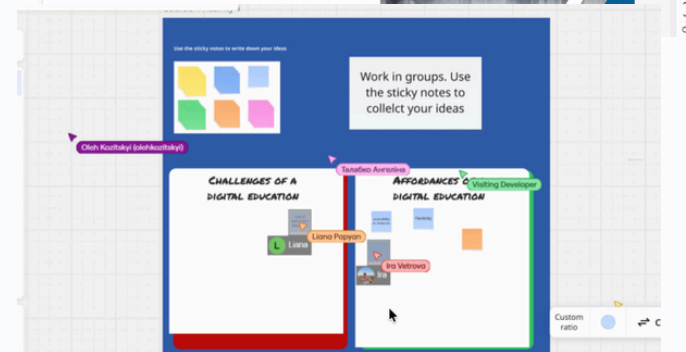 Use the sticky notes to write down your ideas
Work in groups. Use
the sticky notes to
collelct your ideas
Oleh Kozitskyi (olehkozitskyi)
Талабко Ангеліна
Visiting Developer
CHALLENGES OF A
DIGITAL EDUCATION
AFFORDANCES O
DIGITAL EDUCATION
L Liana
Liana Papyan
Ira Vetrova
Ira
Custom
ratio
C